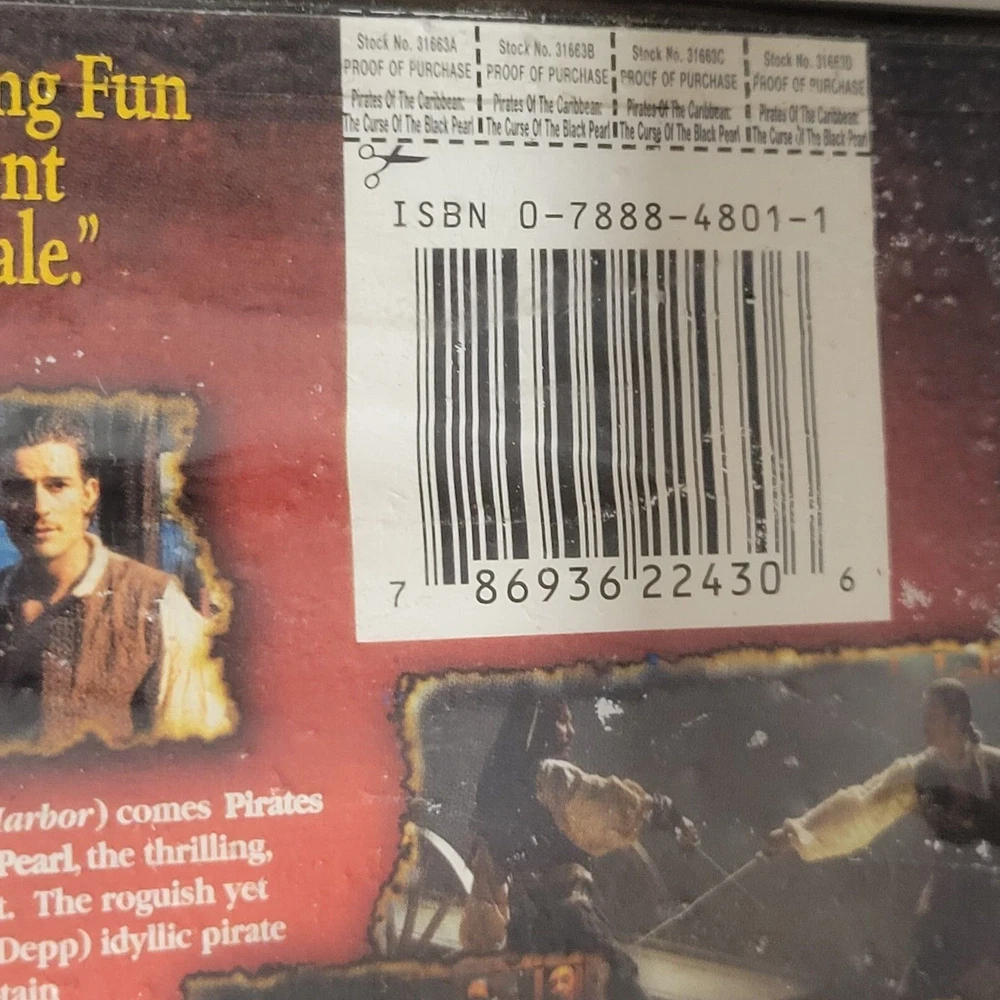 ng Fun
nt
ale.”
Stock No. 31663A Stock No. 31663B Stock No. 31663C Stock No. 31663D
PROOF OF PURCHASE PROOF OF PURCHASE PROOF OF PURCHASE PROOF OF PURCHASE
Pirates Of The Caribbean: Pirates Of The Caribbean: Pirates Of The Caribbean: Pirates Of The Caribbean:
The Curse Of The Black Pearl The Curse Of The Black Pearl The Curse Of The Black Pearl The Curse Of The Black Pearl
ISBN 0-7888-4801-1
7 86936 22430 6
Harbor) comes Pirates
Pearl, the thrilling,
t. The roguish yet
Depp) idyllic pirate
tain